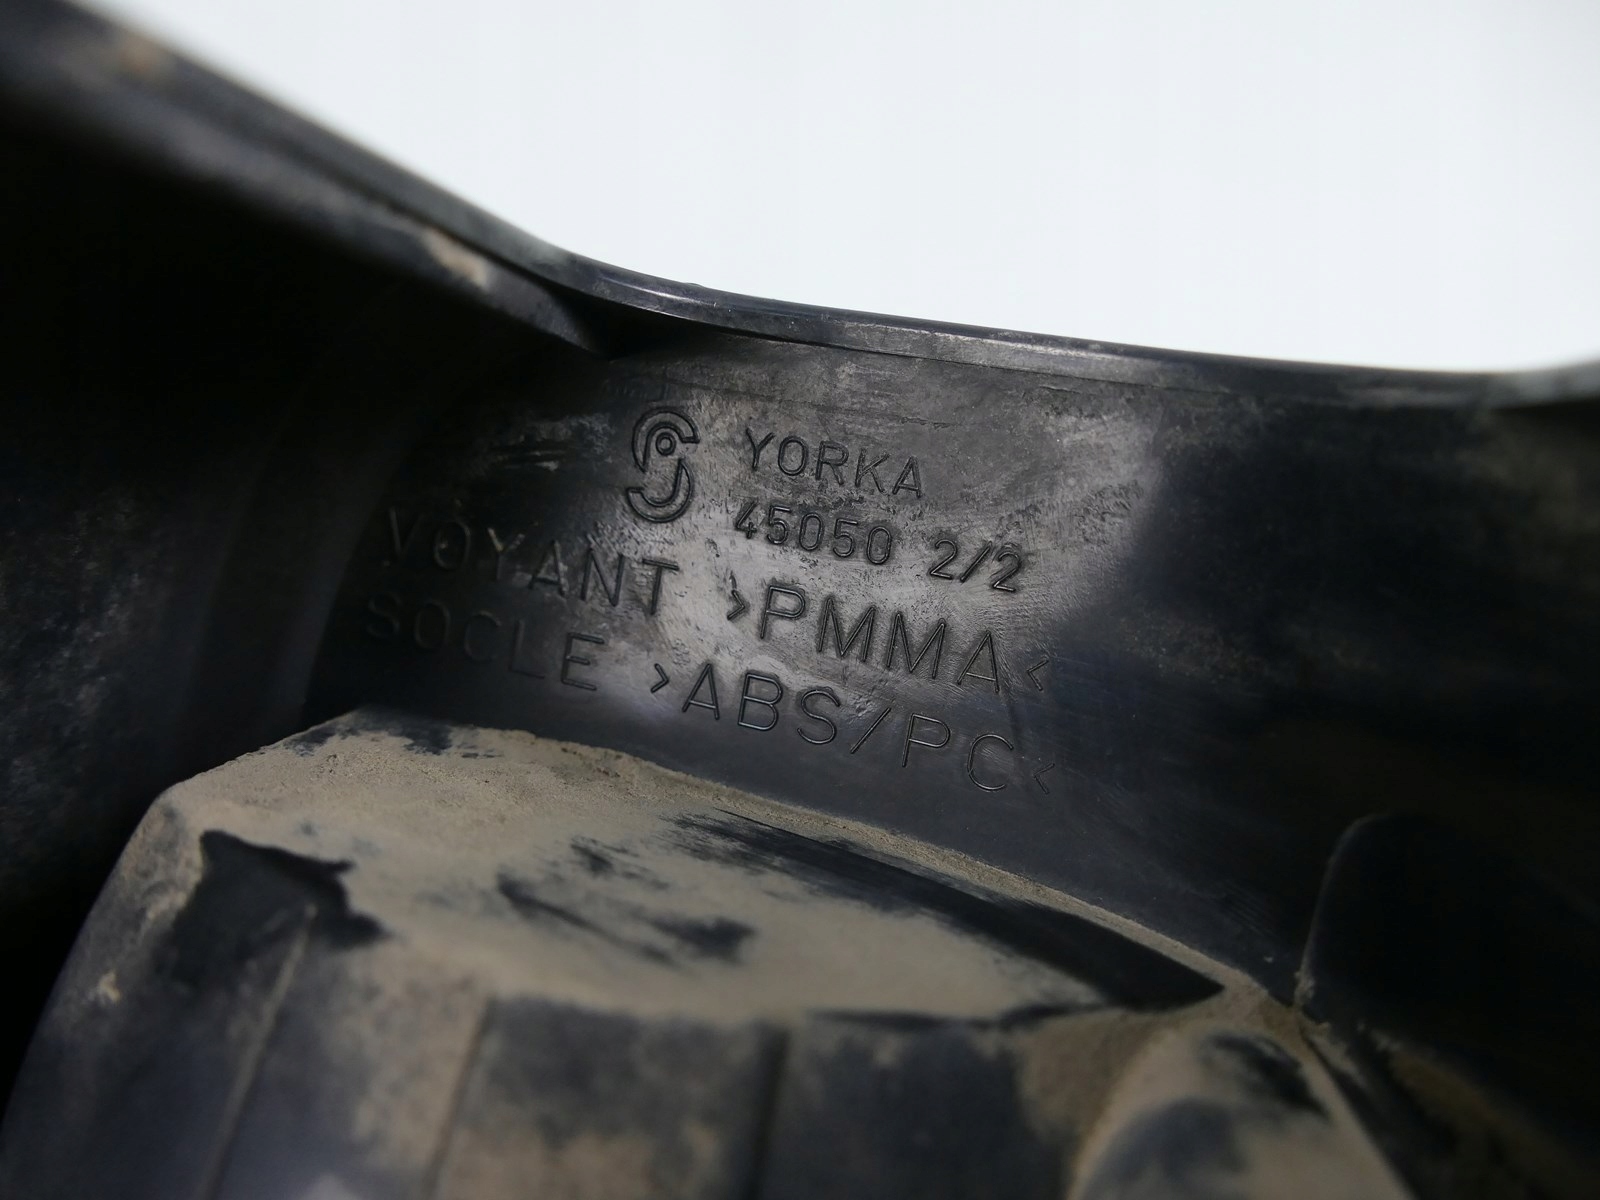 YORKA
45050 2/2
VOYANT >PMMA<
SOCLE >ABS/PC<